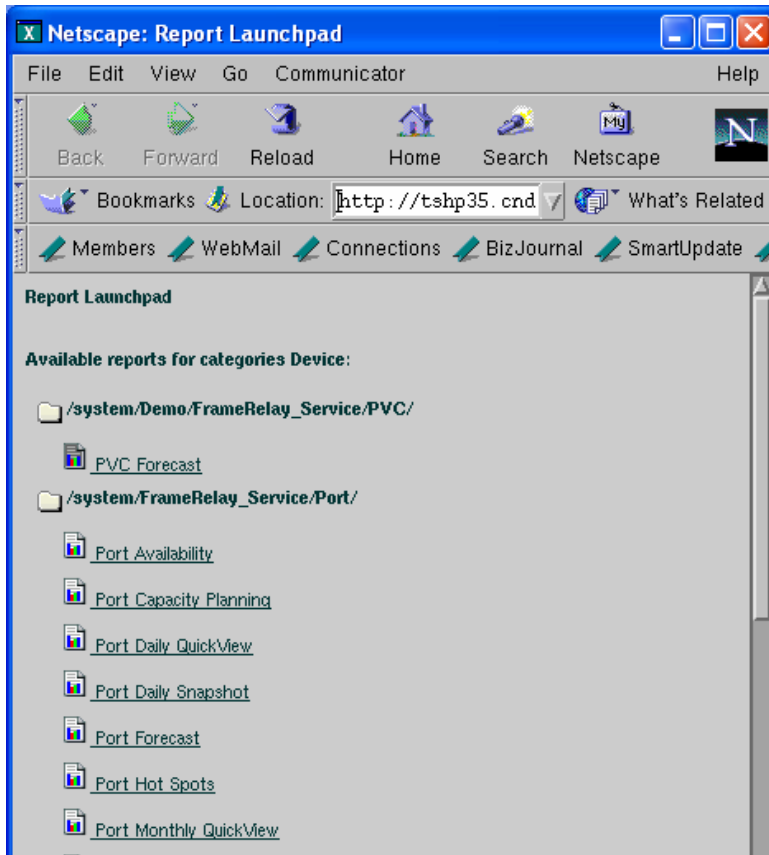 Netscape: Report Launchpad
File Edit View Go Communicator Help
Back Forward Reload Home Search Netscape
My
N
Bookmarks Location: http://tshp35.cnd What's Related
Members WebMail Connections BizJournal SmartUpdate
Report Launchpad
Available reports for categories Device:
/system/Demo/FrameRelay_Service/PVC/
PVC Forecast
/system/FrameRelay_Service/Port/
Port Availability
Port Capacity Planning
Port Daily QuickView
Port Daily Snapshot
Port Forecast
Port Hot Spots
Port Monthly QuickView